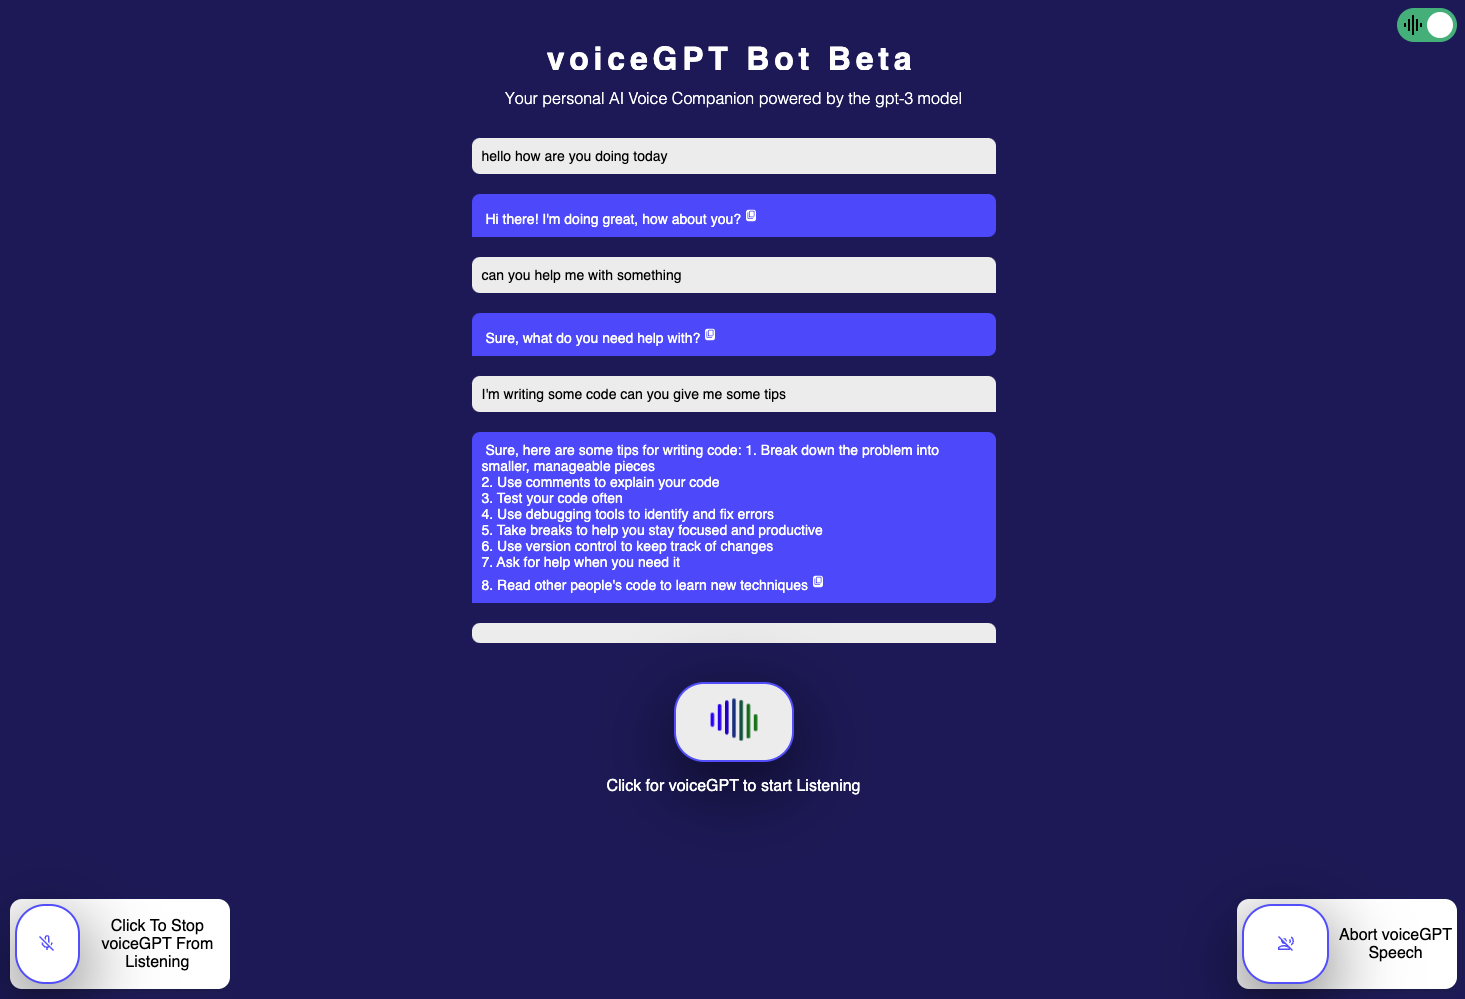 voiceGPT Bot Beta
Your personal AI Voice Companion powered by the gpt-3 model
hello how are you doing today
Hi there! I'm doing great, how about you?
can you help me with something
Sure, what do you need help with?
I'm writing some code can you give me some tips
Sure, here are some tips for writing code: 1. Break down the problem into
smaller, manageable pieces
2. Use comments to explain your code
3. Test your code often
4. Use debugging tools to identify and fix errors
5. Take breaks to help you stay focused and productive
6. Use version control to keep track of changes
7. Ask for help when you need it
8. Read other people's code to learn new techniques
Click for voiceGPT to start Listening
Click To Stop
voiceGPT From
Listening
Abort voiceGPT
Speech